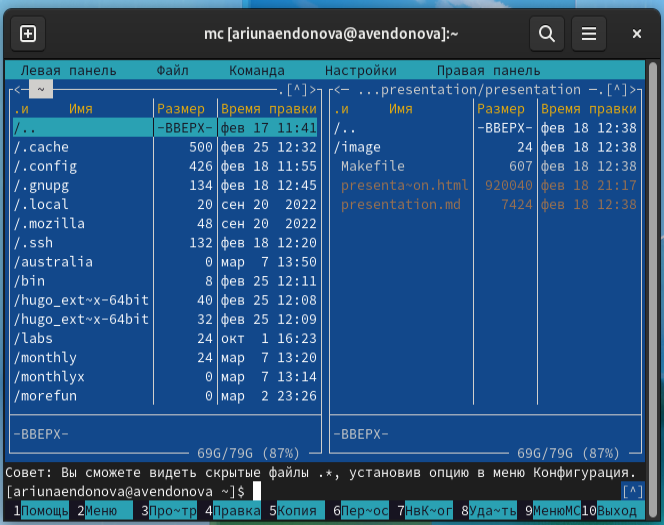 mc [ariunaendonova@avendonova]:~
Левая панель Файл Команда Настройки Правая панель
<— ~ .[^]> <— ...presentation/presentation —.[^]>
.и Имя Размер Время правки .и Имя Размер Время правки
/.. -ВВЕРХ- фев 17 11:41 /.. -ВВЕРХ- фев 18 12:38
/.cache 500 фев 25 12:32 /image 24 фев 18 12:38
/.config 426 фев 18 11:55 Makefile 607 фев 18 12:38
/.gnupg 134 фев 18 12:45 presenta~on.html 920040 фев 18 21:17
/.local 20 сен 20 2022 presentation.md 7424 фев 18 12:38
/.mozilla 48 сен 20 2022
/.ssh 132 фев 18 12:20
/australia 0 мар 7 13:50
/bin 8 фев 25 12:11
/hugo_ext~x-64bit 40 фев 25 12:08
/hugo_ext~x-64bit 32 фев 25 12:09
/labs 24 окт 1 16:23
/monthly 24 мар 7 13:20
/monthlyx 0 мар 7 13:14
/morefun 0 мар 2 23:26
-ВВЕРХ- -ВВЕРХ-
69G/79G (87%) 69G/79G (87%)
Совет: Вы сможете видеть скрытые файлы .*, установив опцию в меню Конфигурация.
[ariunaendonova@avendonova ~]$ [^]
1Помощь 2Меню 3Про~тр 4Правка 5Копия 6Пер~ос 7НвК~ог 8Уда~ть 9МенюMC 10Выход